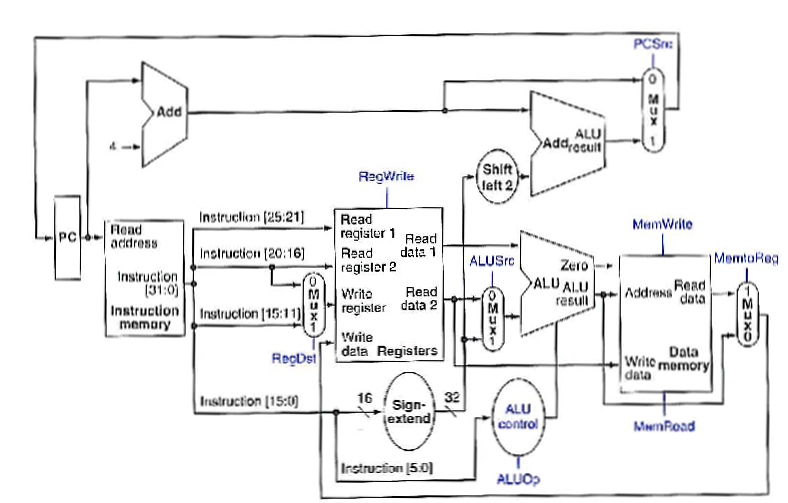 PCSrc
0
Mux
1
Add
4
Add
ALU
result
Shift
left 2
RegWrite
PC
Read
address
Instruction
[31:0]
Instruction
memory
Instruction [25:21]
Instruction [20:16]
Instruction [15:11]
Instruction [15:0]
0
Mux
1
RegDst
Read
register 1
Read
register 2
Write
register
Write
data
Registers
Read
data 1
Read
data 2
ALUSrc
0
Mux
1
Zero
ALU
ALU
result
MemWrite
Address
Read
data
Write
data
Data
memory
MemRead
MemtoReg
1
Mux
0
16
Sign-
extend
32
ALU
control
ALUOp
Instruction [5:0]